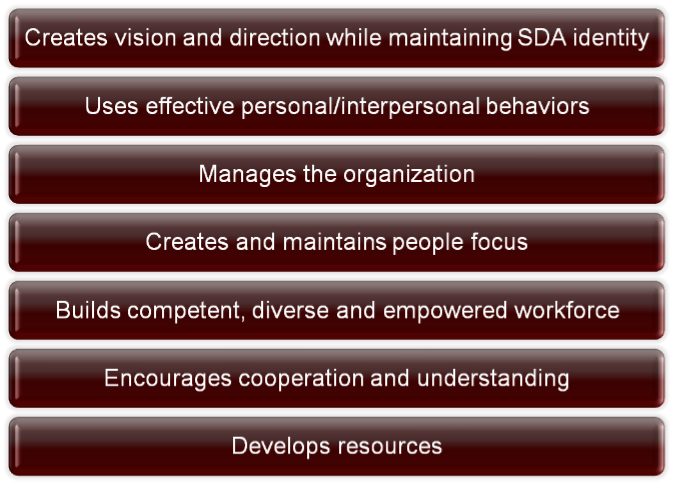 Creates vision and direction while maintaining SDA identity
Uses effective personal/interpersonal behaviors
Manages the organization
Creates and maintains people focus
Builds competent, diverse and empowered workforce
Encourages cooperation and understanding
Develops resources